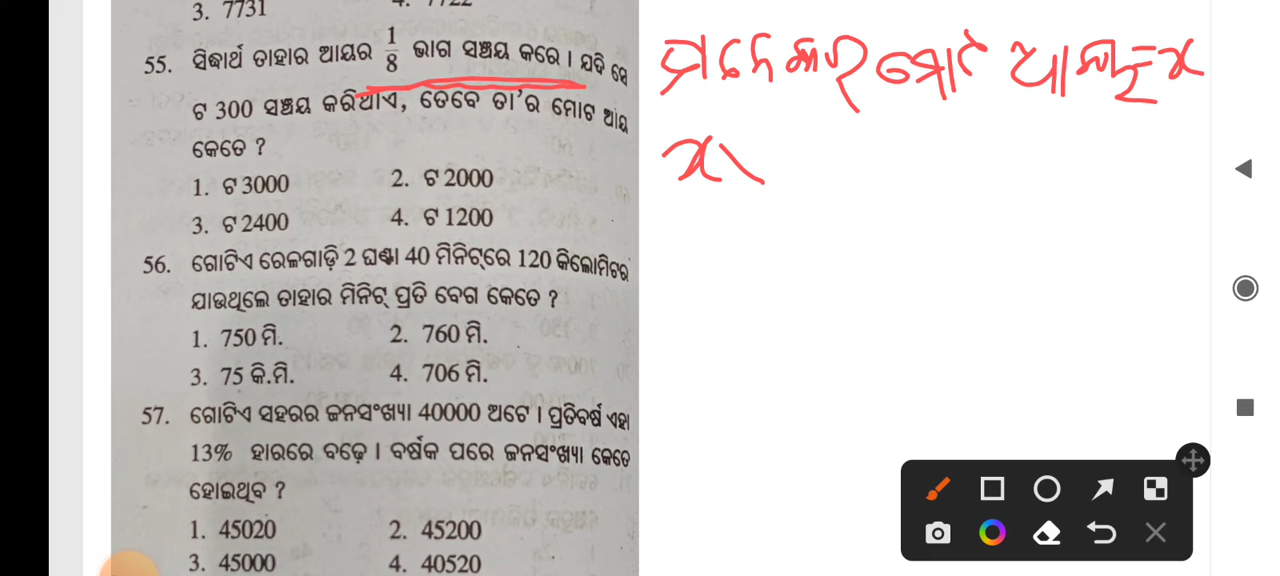 3. 7731 4. 7722
55. ସିଦ୍ଧାର୍ଥ ତାହାର ଆୟର 1/8 ଭାଗ ସଞ୍ଚୟ କରେ । ଯଦି ସେ
ଟ 300 ସଞ୍ଚୟ କରିଥାଏ, ତେବେ ତା'ର ମୋଟ ଆୟ
କେତେ ?
1. ଟ 3000 2. ଟ 2000
3. ଟ 2400 4. ଟ 1200
56. ଗୋଟିଏ ରେଳଗାଡ଼ି 2 ଘଣ୍ଟା 40 ମିନିଟ୍‌ରେ 120 କିଲୋମିଟର
ଯାଉଥିଲେ ତାହାର ମିନିଟ୍ ପ୍ରତି ବେଗ କେତେ ?
1. 750 ମି. 2. 760 ମି.
3. 75 କି.ମି. 4. 706 ମି.
57. ଗୋଟିଏ ସହରର ଜନସଂଖ୍ୟା 40000 ଅଟେ । ପ୍ରତିବର୍ଷ ଏହା
13% ହାରରେ ବଢ଼େ । ବର୍ଷକ ପରେ ଜନସଂଖ୍ୟା କେତେ
ହୋଇଥିବ ?
1. 45020 2. 45200
3. 45000 4. 40520
ମୋଟ x
x